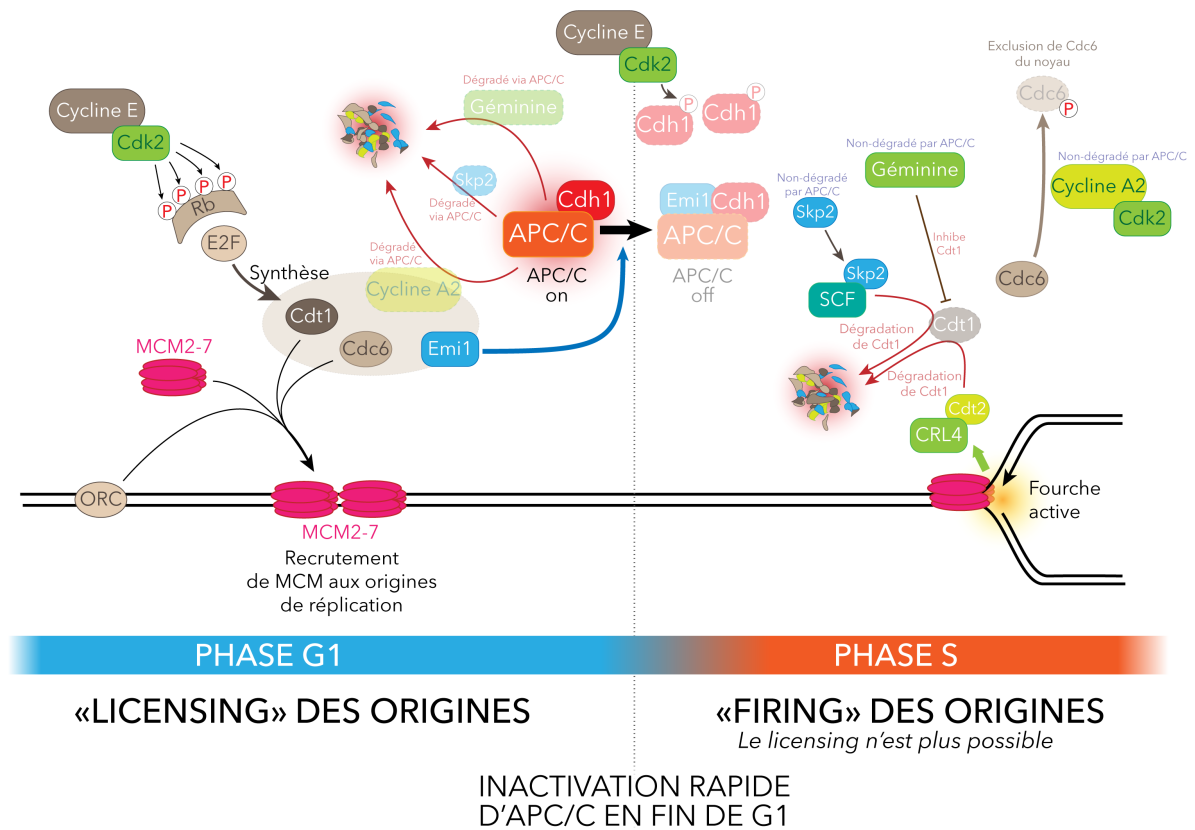 Cycline E
Cdk2
P
P
P
P
Rb
E2F
Synthèse
Cdt1
Cdc6
Cycline A2
Emi1
MCM2-7
ORC
MCM2-7
Recrutement
de MCM aux origines
de réplication
Dégradé via APC/C
Géminine
Skp2
Dégradé
via APC/C
Dégradé
via APC/C
Cdh1
APC/C
APC/C
on
Cycline E
Cdk2
P
Cdh1
P
Cdh1
Emi1
Cdh1
APC/C
APC/C
off
Non-dégradé
par APC/C
Skp2
Skp2
SCF
Non-dégradé par APC/C
Géminine
Inhibe
Cdt1
Cdt1
Dégradation
de Cdt1
Dégradation
de Cdt1
Cdt2
CRL4
Exclusion de Cdc6
du noyau
Cdc6
P
Non-dégradé par APC/C
Cycline A2
Cdk2
Cdc6
Fourche
active
PHASE G1
PHASE S
«LICENSING» DES ORIGINES
«FIRING» DES ORIGINES
Le licensing n’est plus possible
INACTIVATION RAPIDE
D’APC/C EN FIN DE G1